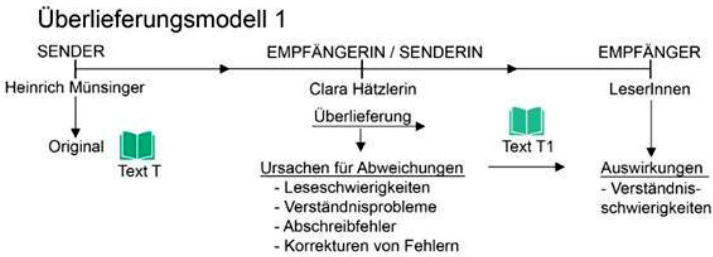 Überlieferungsmodell 1
SENDER
EMPFÄNGERIN / SENDERIN
EMPFÄNGER
Heinrich Münsinger
Clara Hätzlerin
LeserInnen
Überlieferung
Original
Text T
Text T1
Ursachen für Abweichungen
- Leseschwierigkeiten
- Verständnisprobleme
- Abschreibfehler
- Korrekturen von Fehlern
Auswirkungen
- Verständnis-
schwierigkeiten